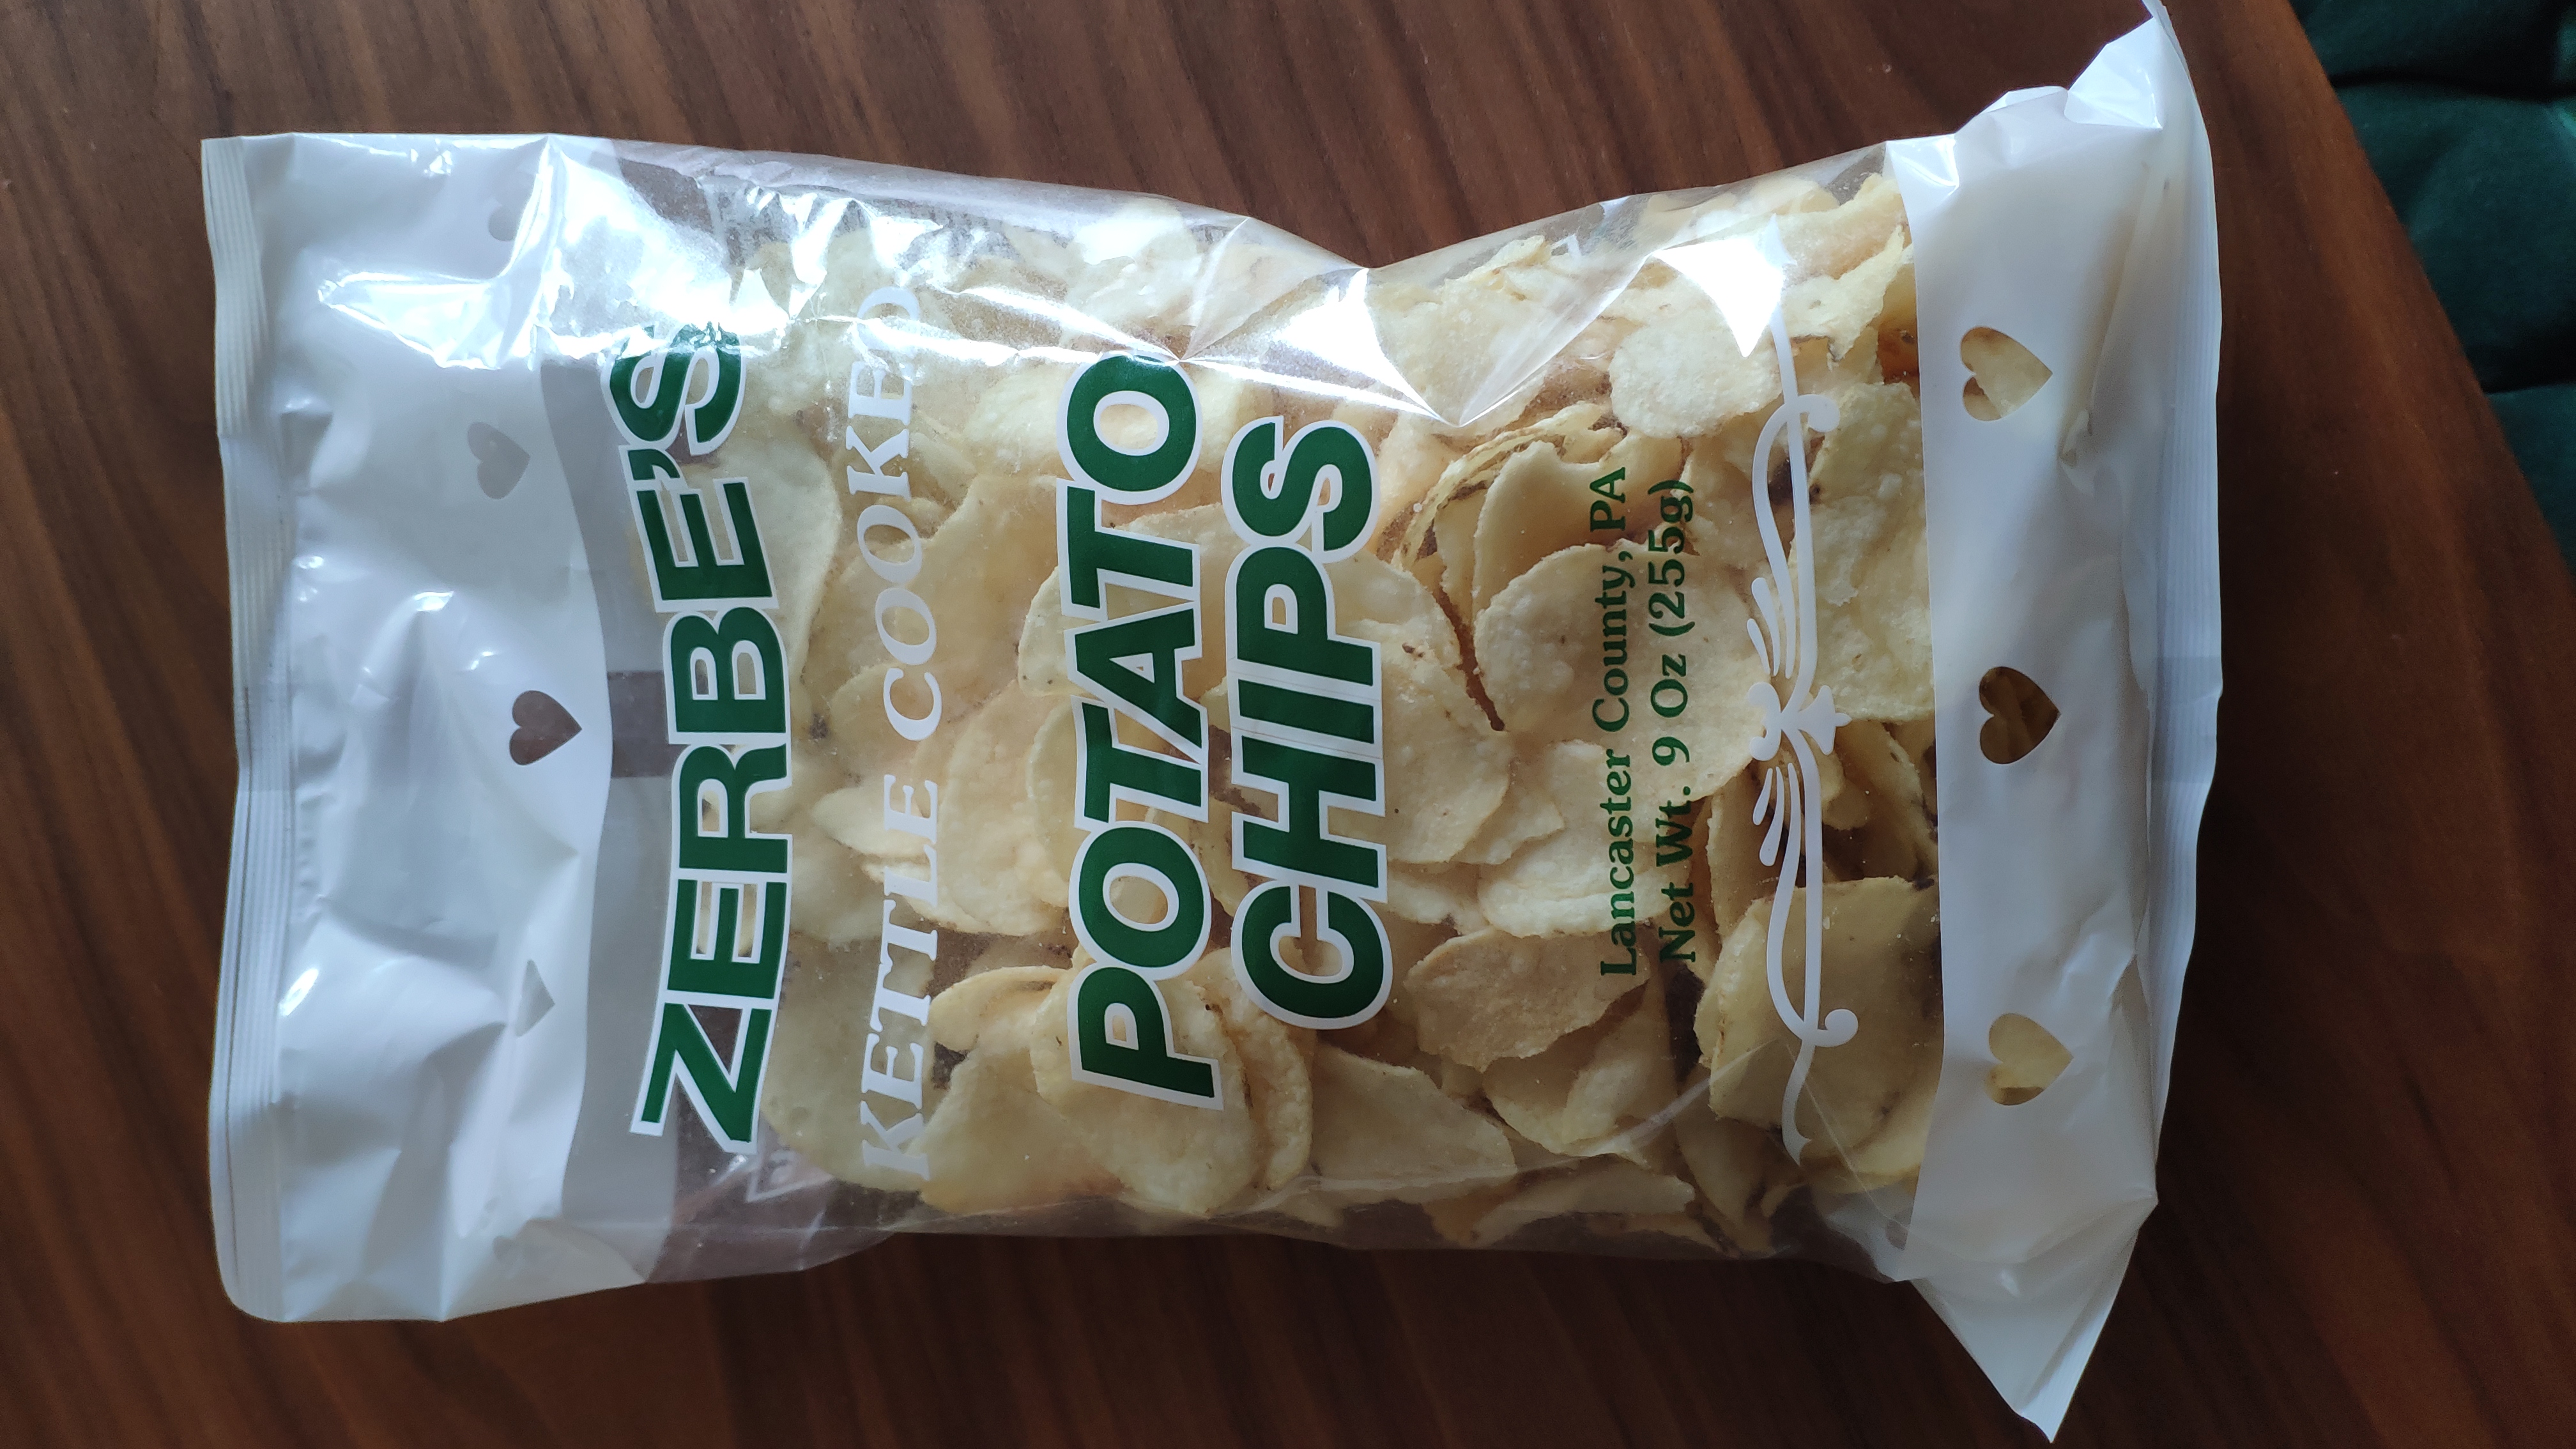 ZERBE'S
KETTLE COOKED
POTATO
CHIPS
Lancaster County, PA
Net Wt. 9 Oz (255g)